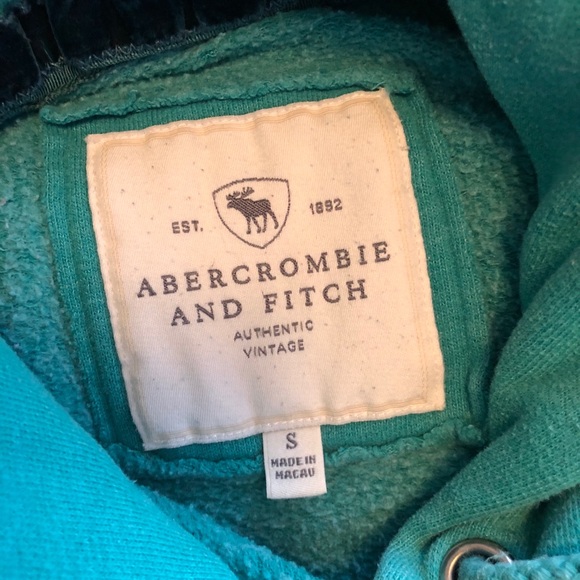 EST. 1892
ABERCROMBIE
AND FITCH
AUTHENTIC
VINTAGE
S
MADE IN
MACAU